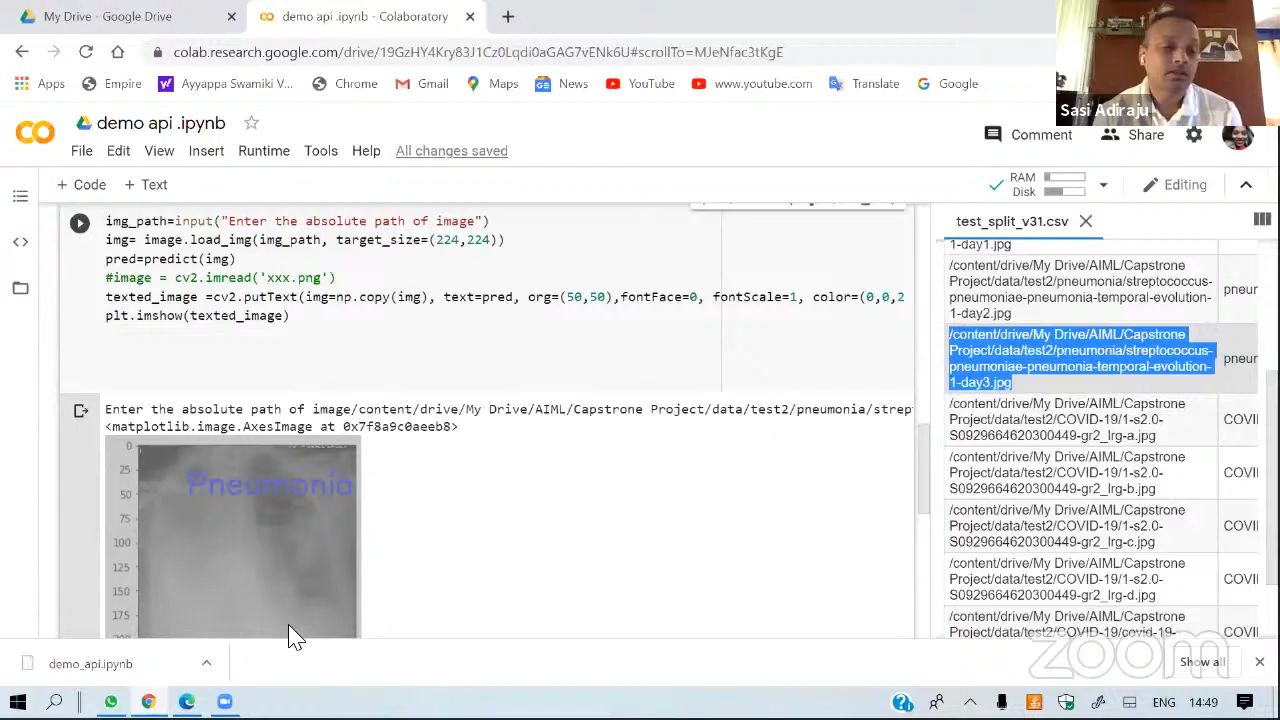 My Drive - Google Drive
demo api .ipynb - Colaboratory
colab.research.google.com/drive/19GzHY4Kry83J1Cz0Qbi0aGAG7vENk6U#scrollTo=MJeNfac3tKgE
Apps
Empire
Ayyappa Swamiki V...
Chrome
Gmail
Maps
News
YouTube
www.youtube.com
Translate
Google
Sasi Adiraju
demo api .ipynb
Comment
Share
File Edit View Insert Runtime Tools Help All changes saved
+ Code + Text
RAM
Disk
Editing
img_path=input("Enter the absolute path of image")
img= image.load_img(img_path, target_size=(224,224))
pred=predict(img)
#image = cv2.imread('xxx.png')
texted_image =cv2.putText(img=np.copy(img), text=pred, org=(50,50),fontFace=0, fontScale=1, color=(0,0,2
plt.imshow(texted_image)
Enter the absolute path of image/content/drive/My Drive/AIML/Capstrone Project/data/test2/pneumonia/strept
<matplotlib.image.AxesImage at 0x7f8a9c0aeeb8>
0
25
50
75
100
125
150
175
Pneumonia
test_split_v31.csv
1-day1.jpg
/content/drive/My Drive/AIML/Capstrone
Project/data/test2/pneumonia/streptococcus-
pneumoniae-pneumonia-temporal-evolution-
1-day2.jpg
pneur
/content/drive/My Drive/AIML/Capstrone
Project/data/test2/pneumonia/streptococcus-
pneumoniae-pneumonia-temporal-evolution-
1-day3.jpg
pneur
/content/drive/My Drive/AIML/Capstrone
Project/data/test2/COVID-19/1-s2.0-
S0929664620300449-gr2_lrg-a.jpg
COVI
/content/drive/My Drive/AIML/Capstrone
Project/data/test2/COVID-19/1-s2.0-
S0929664620300449-gr2_lrg-b.jpg
COVI
/content/drive/My Drive/AIML/Capstrone
Project/data/test2/COVID-19/1-s2.0-
S0929664620300449-gr2_lrg-c.jpg
COVI
/content/drive/My Drive/AIML/Capstrone
Project/data/test2/COVID-19/1-s2.0-
S0929664620300449-gr2_lrg-d.jpg
COVI
/content/drive/My Drive/AIML/Capstrone
Project/data/test2/COVID-19/covid-19-
demo_api.ipynb
zoom
Show all
ENG
14:49